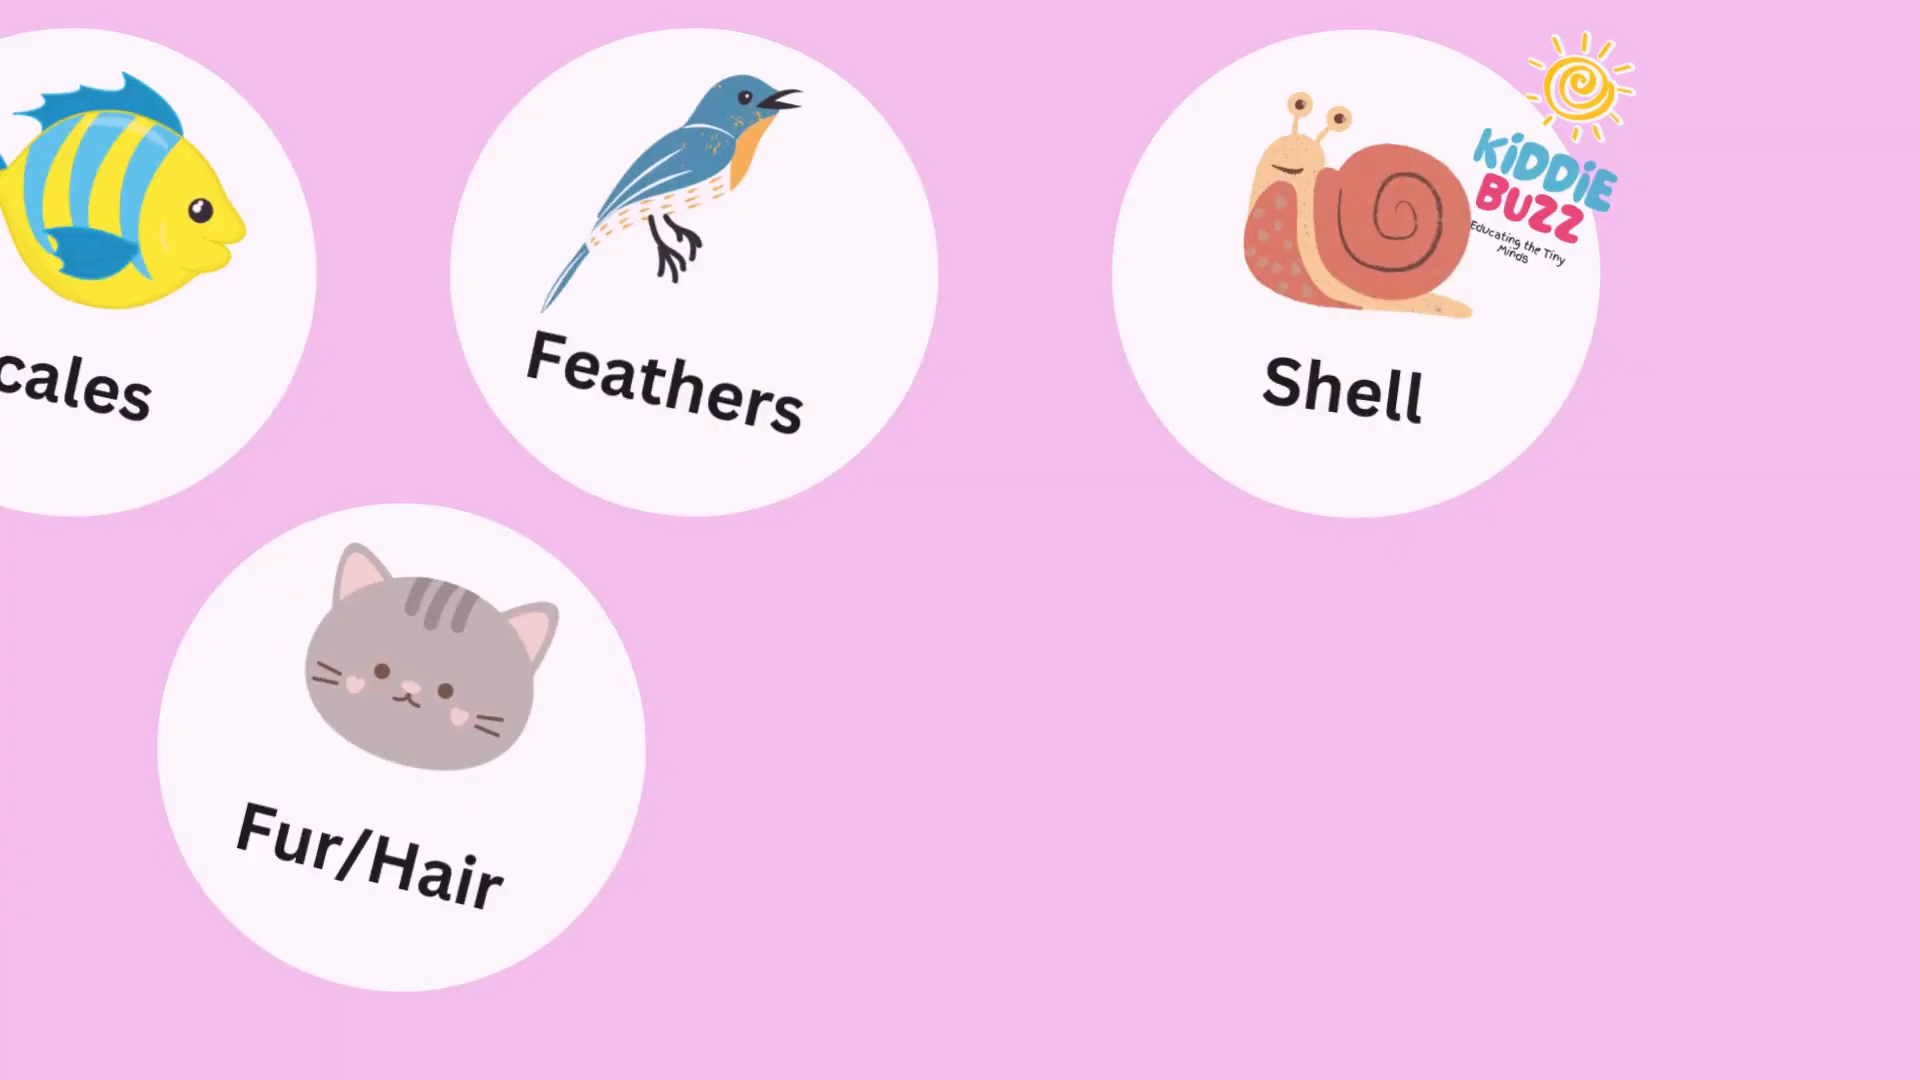 cales
Feathers
Shell
KiDDiE
BUZZ
Educating the Tiny
Minds
Fur/Hair